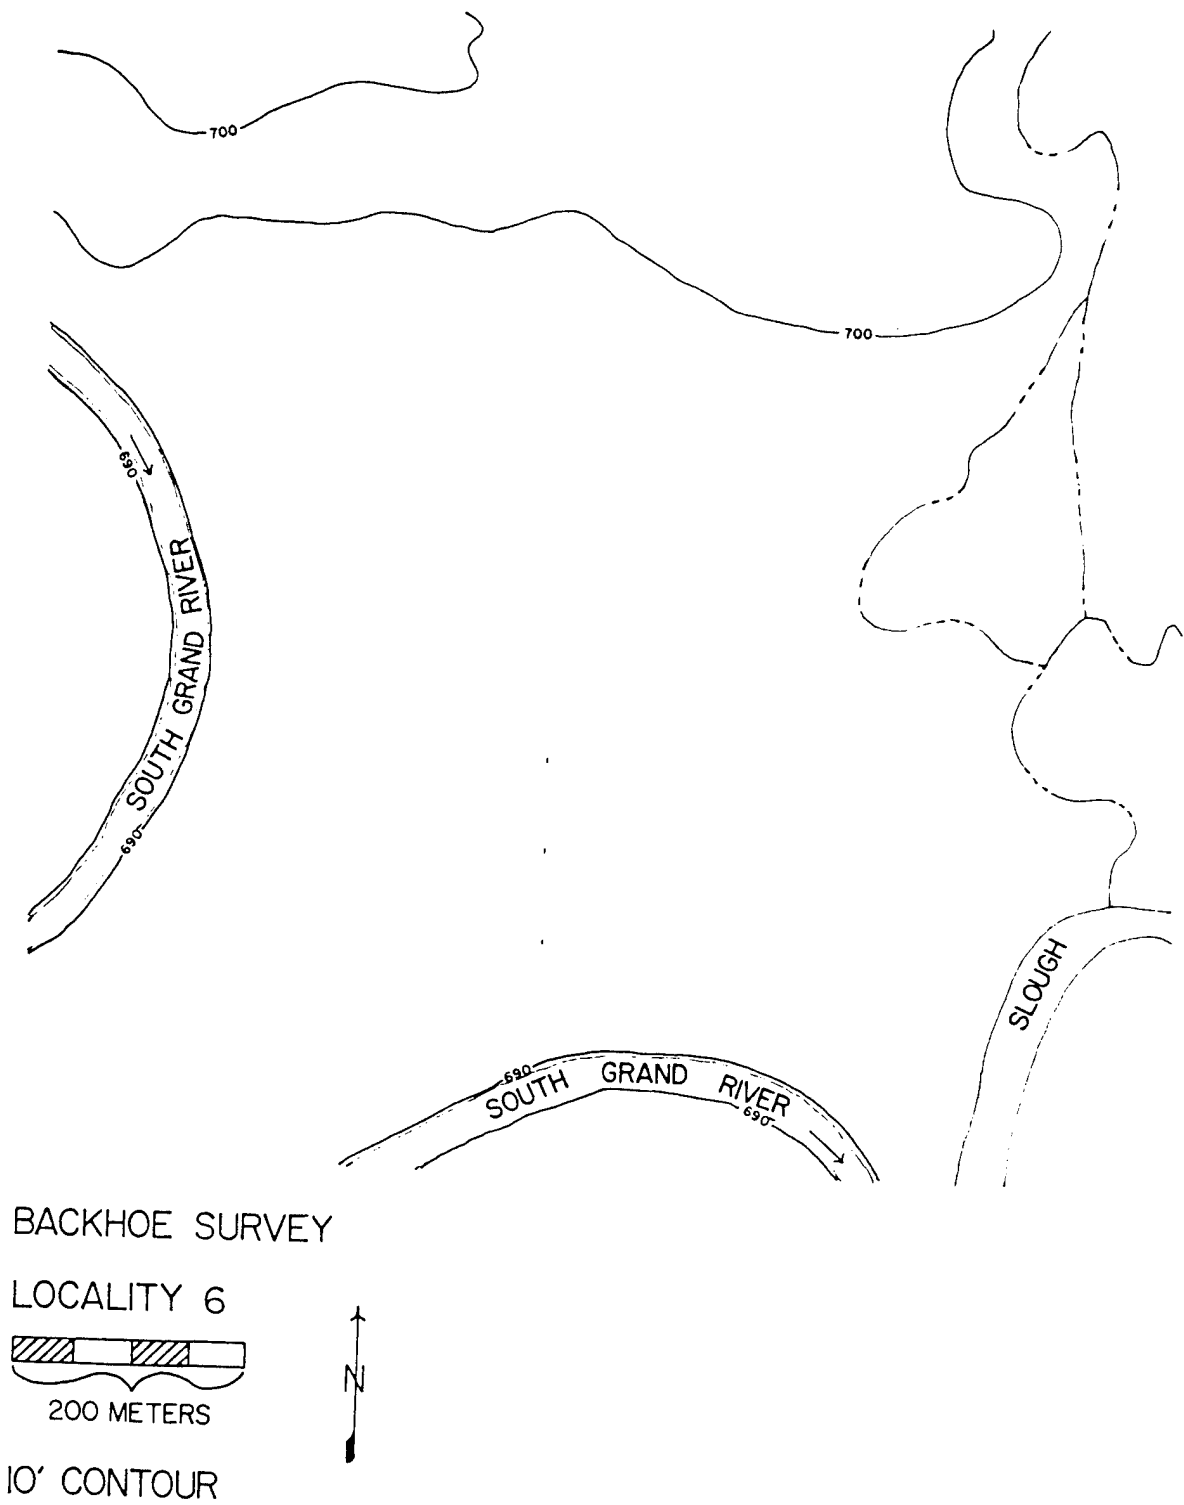 700
700
690
SOUTH GRAND RIVER
690
SLOUGH
690
SOUTH GRAND RIVER
690
BACKHOE SURVEY
LOCALITY 6
200 METERS
N
10' CONTOUR